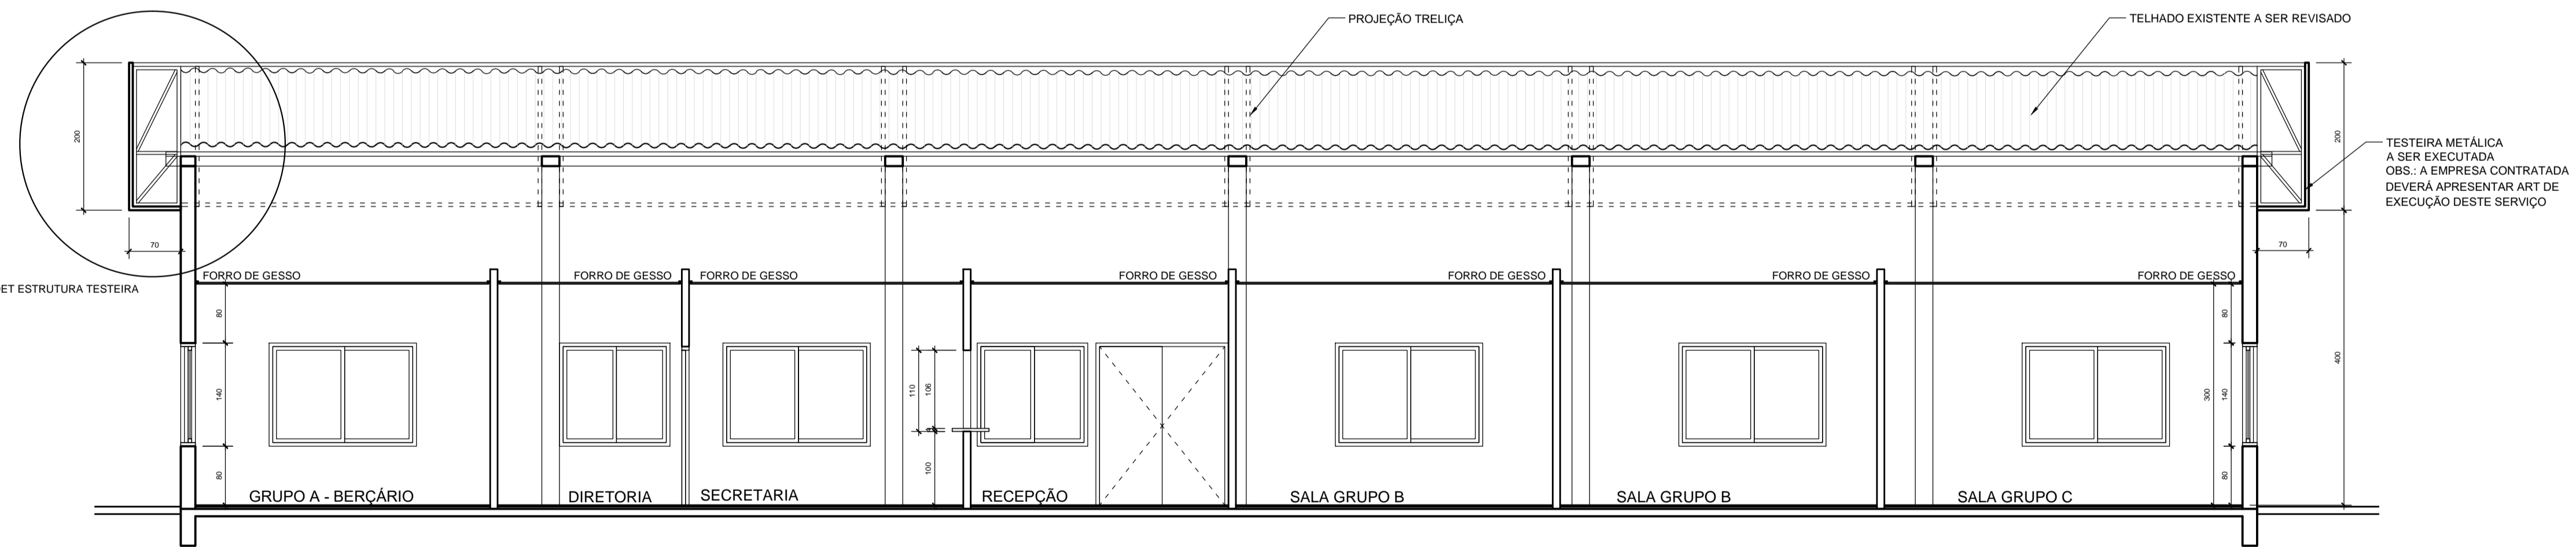 PROJEÇÃO TRELIÇA
TELHADO EXISTENTE A SER REVISADO
200
200
TESTEIRA METÁLICA
A SER EXECUTADA
OBS.: A EMPRESA CONTRATADA
DEVERÁ APRESENTAR ART DE
EXECUÇÃO DESTE SERVIÇO
70
70
ET ESTRUTURA TESTEIRA
FORRO DE GESSO
FORRO DE GESSO
FORRO DE GESSO
FORRO DE GESSO
FORRO DE GESSO
FORRO DE GESSO
FORRO DE GESSO
80
140
80
110
106
100
300
80
140
80
400
GRUPO A - BERÇÁRIO
DIRETORIA
SECRETARIA
RECEPÇÃO
SALA GRUPO B
SALA GRUPO B
SALA GRUPO C